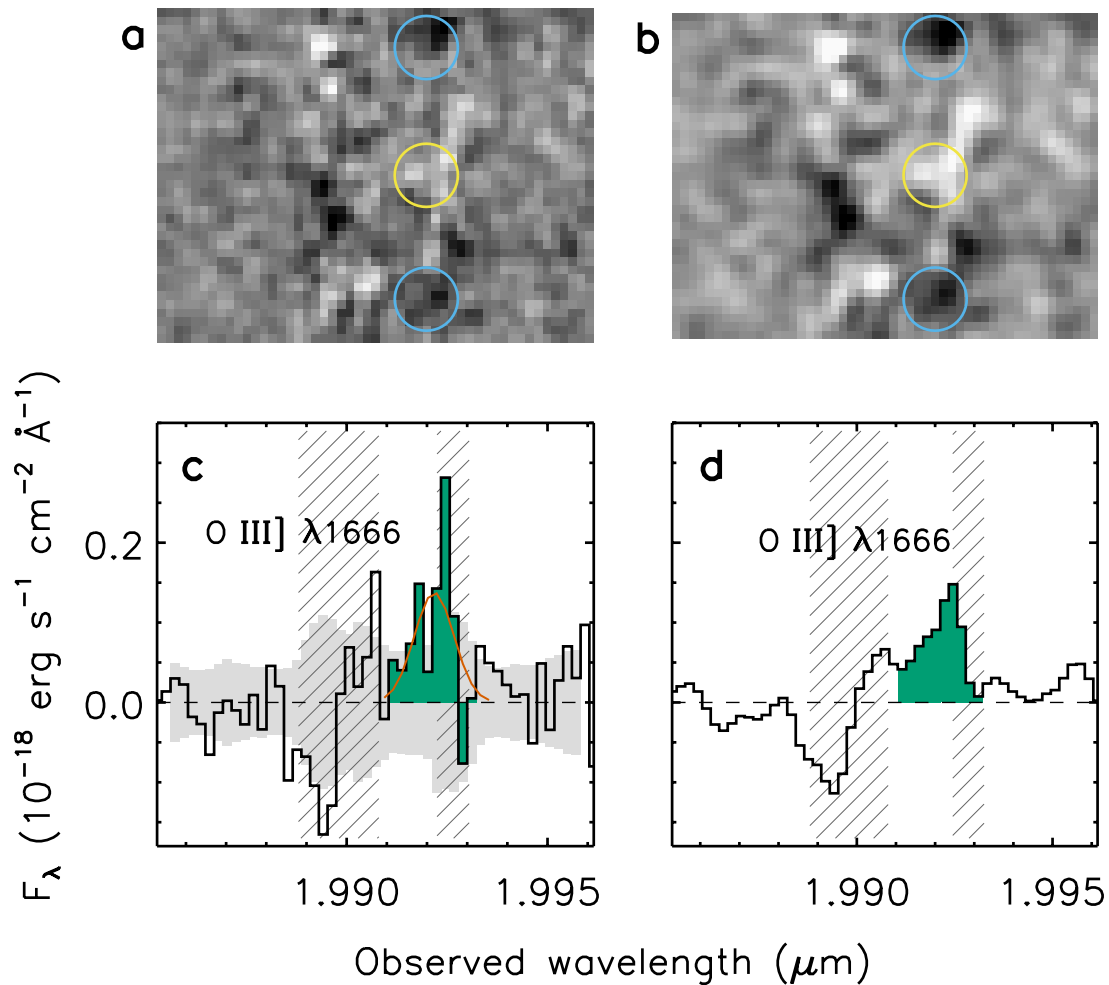 a
b
c
d
O III] λ1666
O III] λ1666
0.2
0.0
F_λ (10⁻¹⁸ erg s⁻¹ cm⁻² Å⁻¹)
1.990
1.995
1.990
1.995
Observed wavelength (μm)